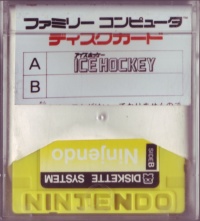 ファミリー コンピュータ
ディスクカード
A アイスホッケー
ICE HOCKEY
B
Nintendo
SIDE B
DISKETTE SYSTEM
NINTENDO